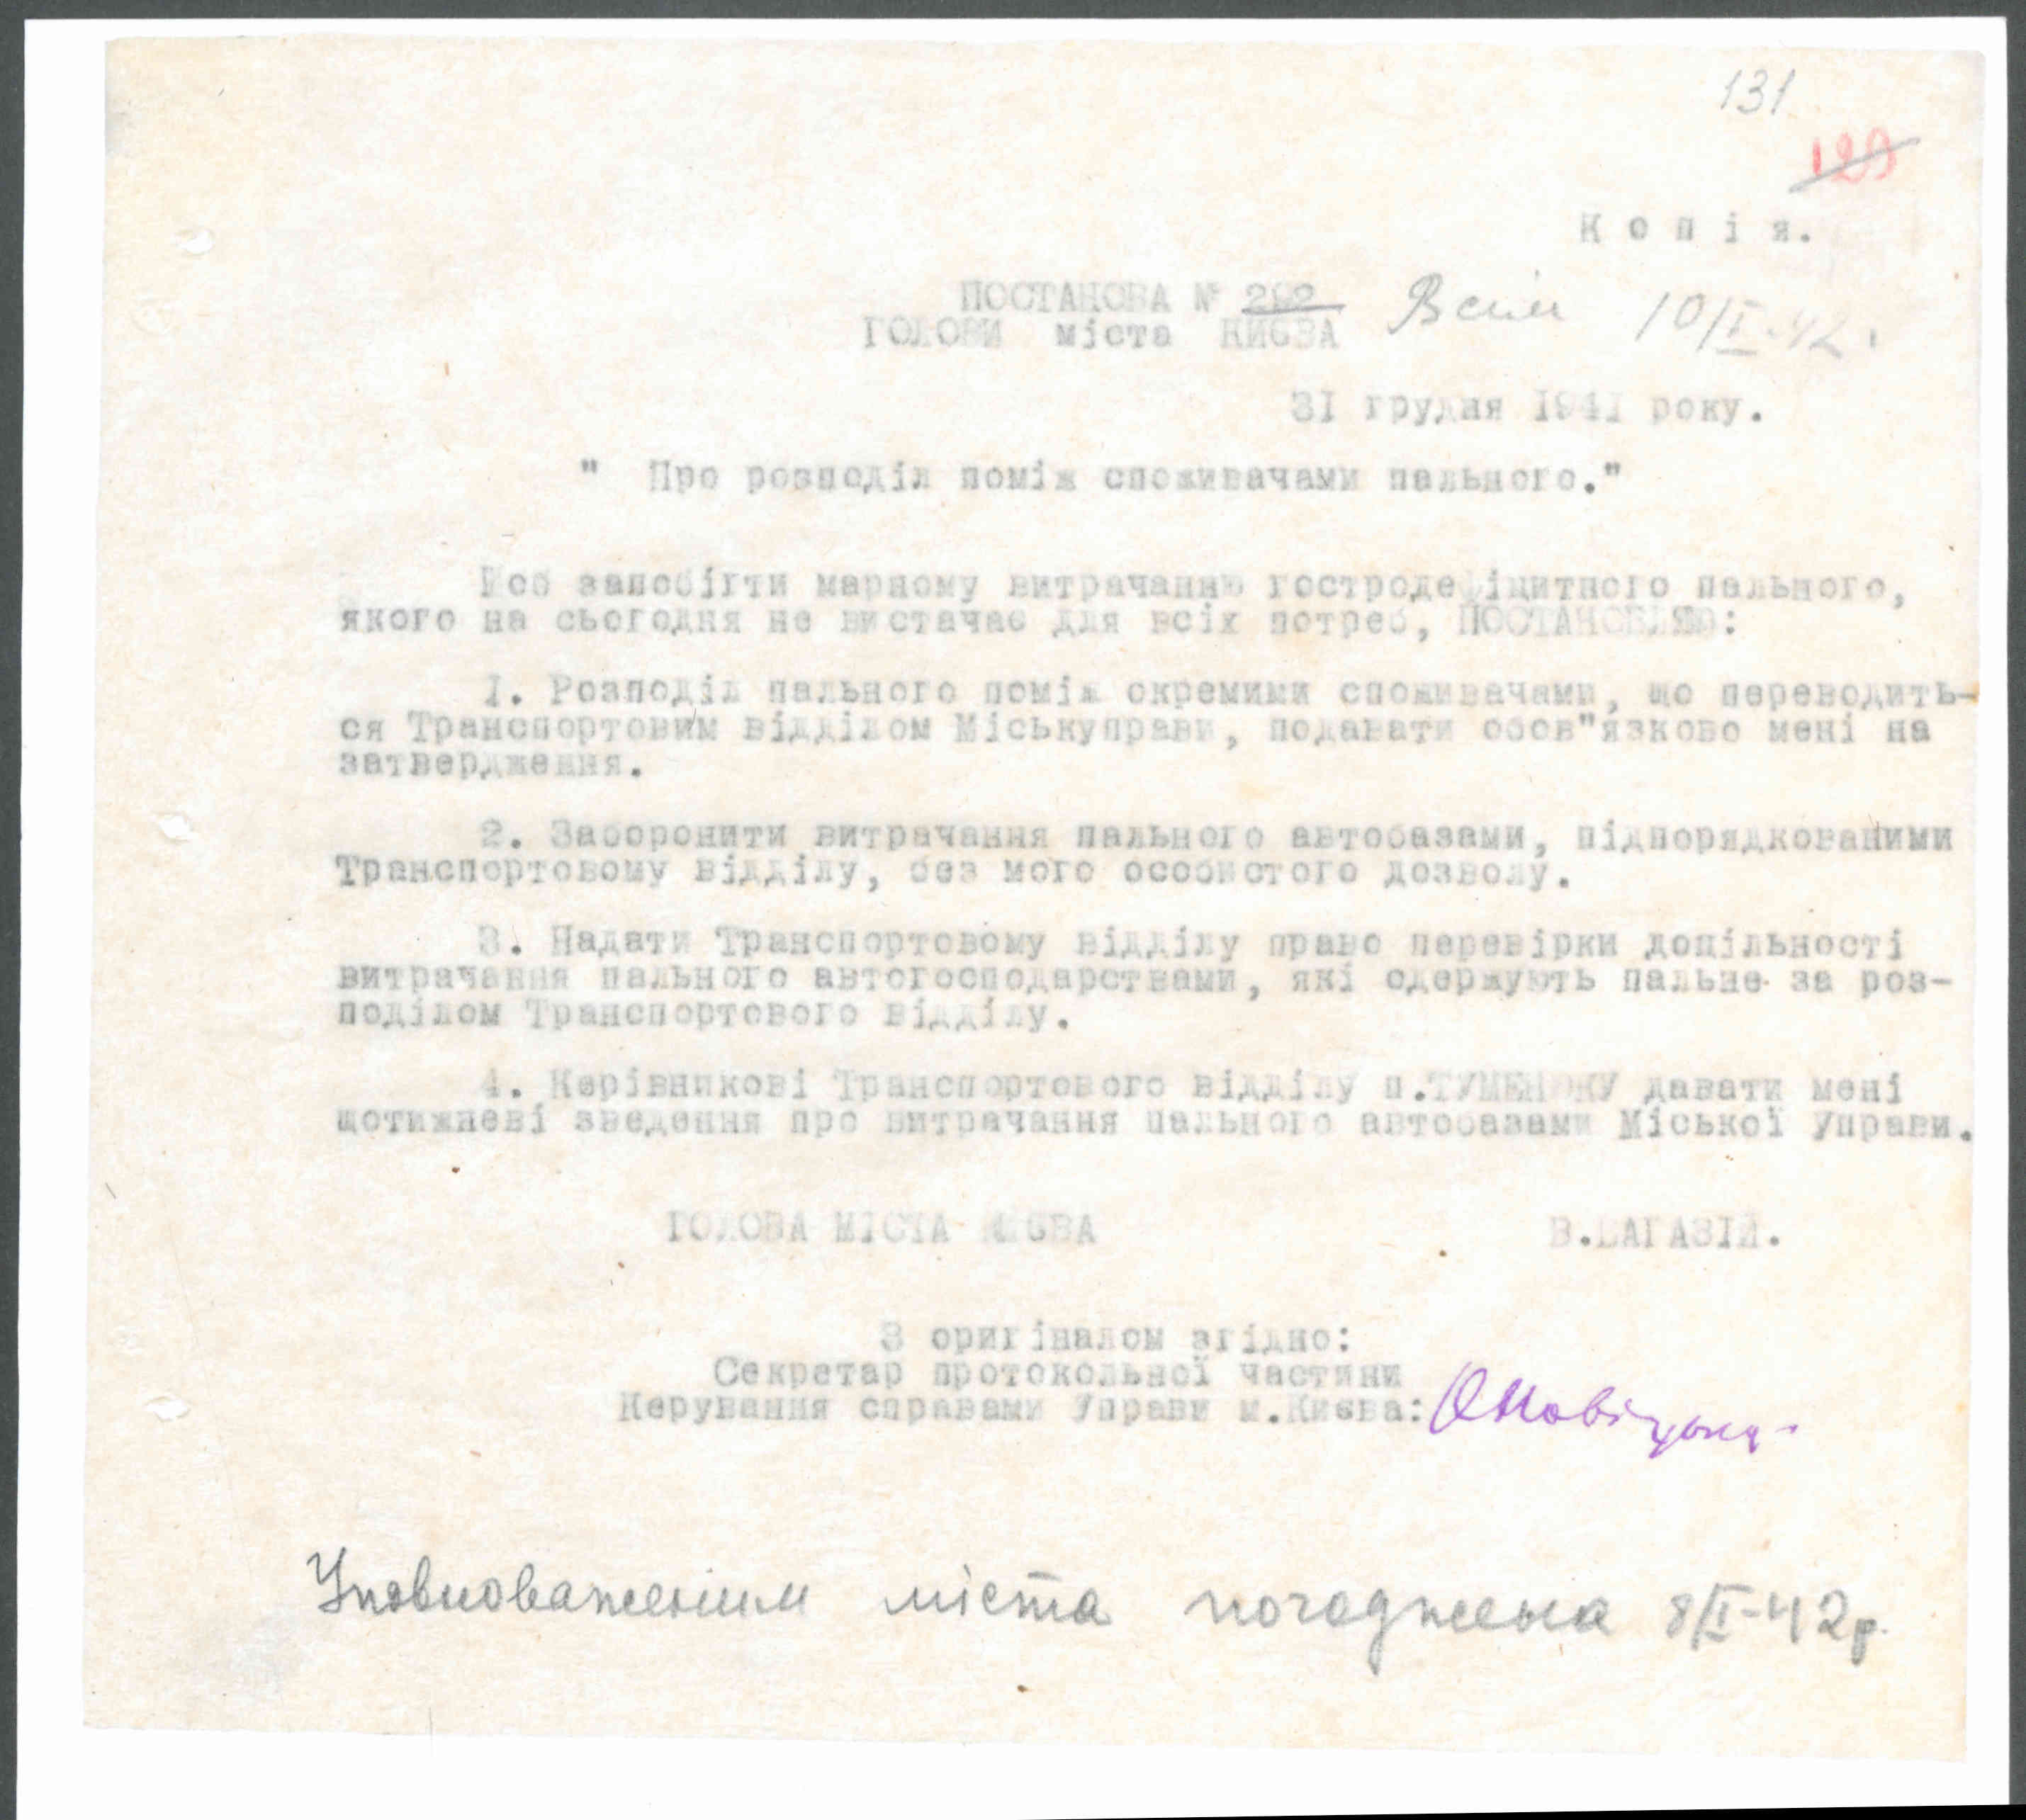 131
129
Копія.
ПОСТАНОВА №
Всім 10/I-42.
ГОЛОВИ міста КИЄВА
31 грудня 1941 року.
" Про розподіл поміж споживачами пального."
Щоб запобігти марному витрачанню гостродефіцитного пального,
якого на сьогодня не вистачає для всіх потреб, ПОСТАНОВЛЯЮ:
1. Розподіл пального поміж окремими споживачами, що переводить-
ся Транспортовим відділом Міськуправи, подавати обов"язково мені на
затвердження.
2. Заборонити витрачання пального автобазами, підпорядкованими
Транспортовому відділу, без мого особистого дозволу.
3. Надати Транспортовому відділу право перевірки доцільності
витрачання пального автогосподарствами, які одержують пальне за роз-
поділом Транспортового відділу.
4. Керівникові Транспортового відділу п.ТУМЕНОКУ давати мені
щотижневі зведення про витрачання пального автобазами Міської Управи.
ГОЛОВА МІСТА КИЄВА В.БАГАЗІЙ.
З оригіналом згідно:
Секретар протокольної частини
Керування справами Управи м.Києва:
Уповноваженим міста погоджена 8/I-42р.